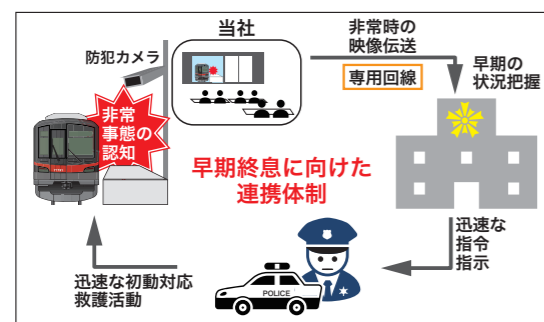 当社
防犯カメラ
非常時の
映像伝送
専用回線
早期の
状況把握
非常
事態の
認知
早期終息に向けた
連携体制
迅速な
指令
指示
POLICE
迅速な初動対応
救護活動